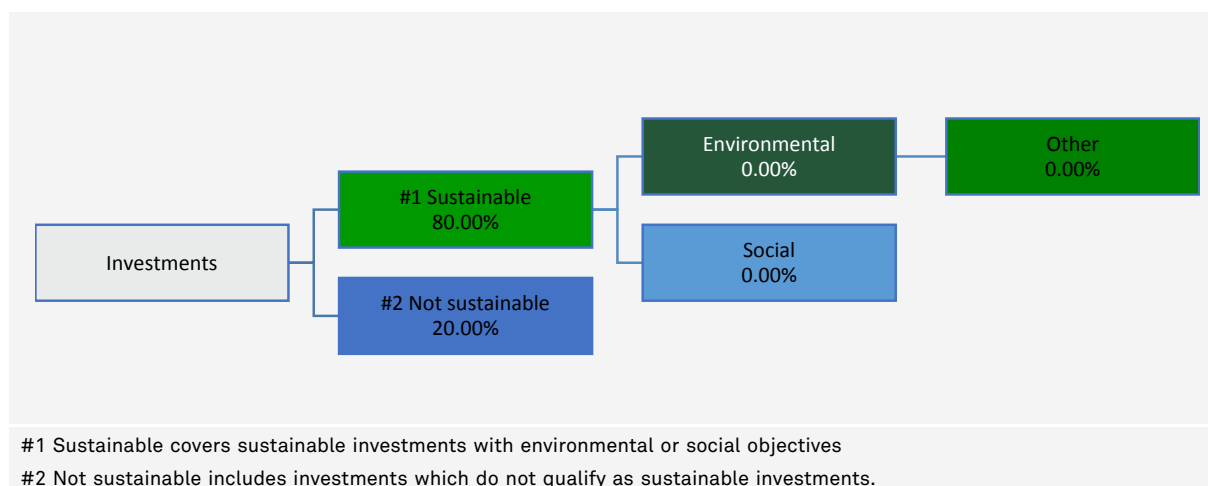 Investments
#1 Sustainable
80.00%
#2 Not sustainable
20.00%
Environmental
0.00%
Social
0.00%
Other
0.00%
#1 Sustainable covers sustainable investments with environmental or social objectives
#2 Not sustainable includes investments which do not qualify as sustainable investments.